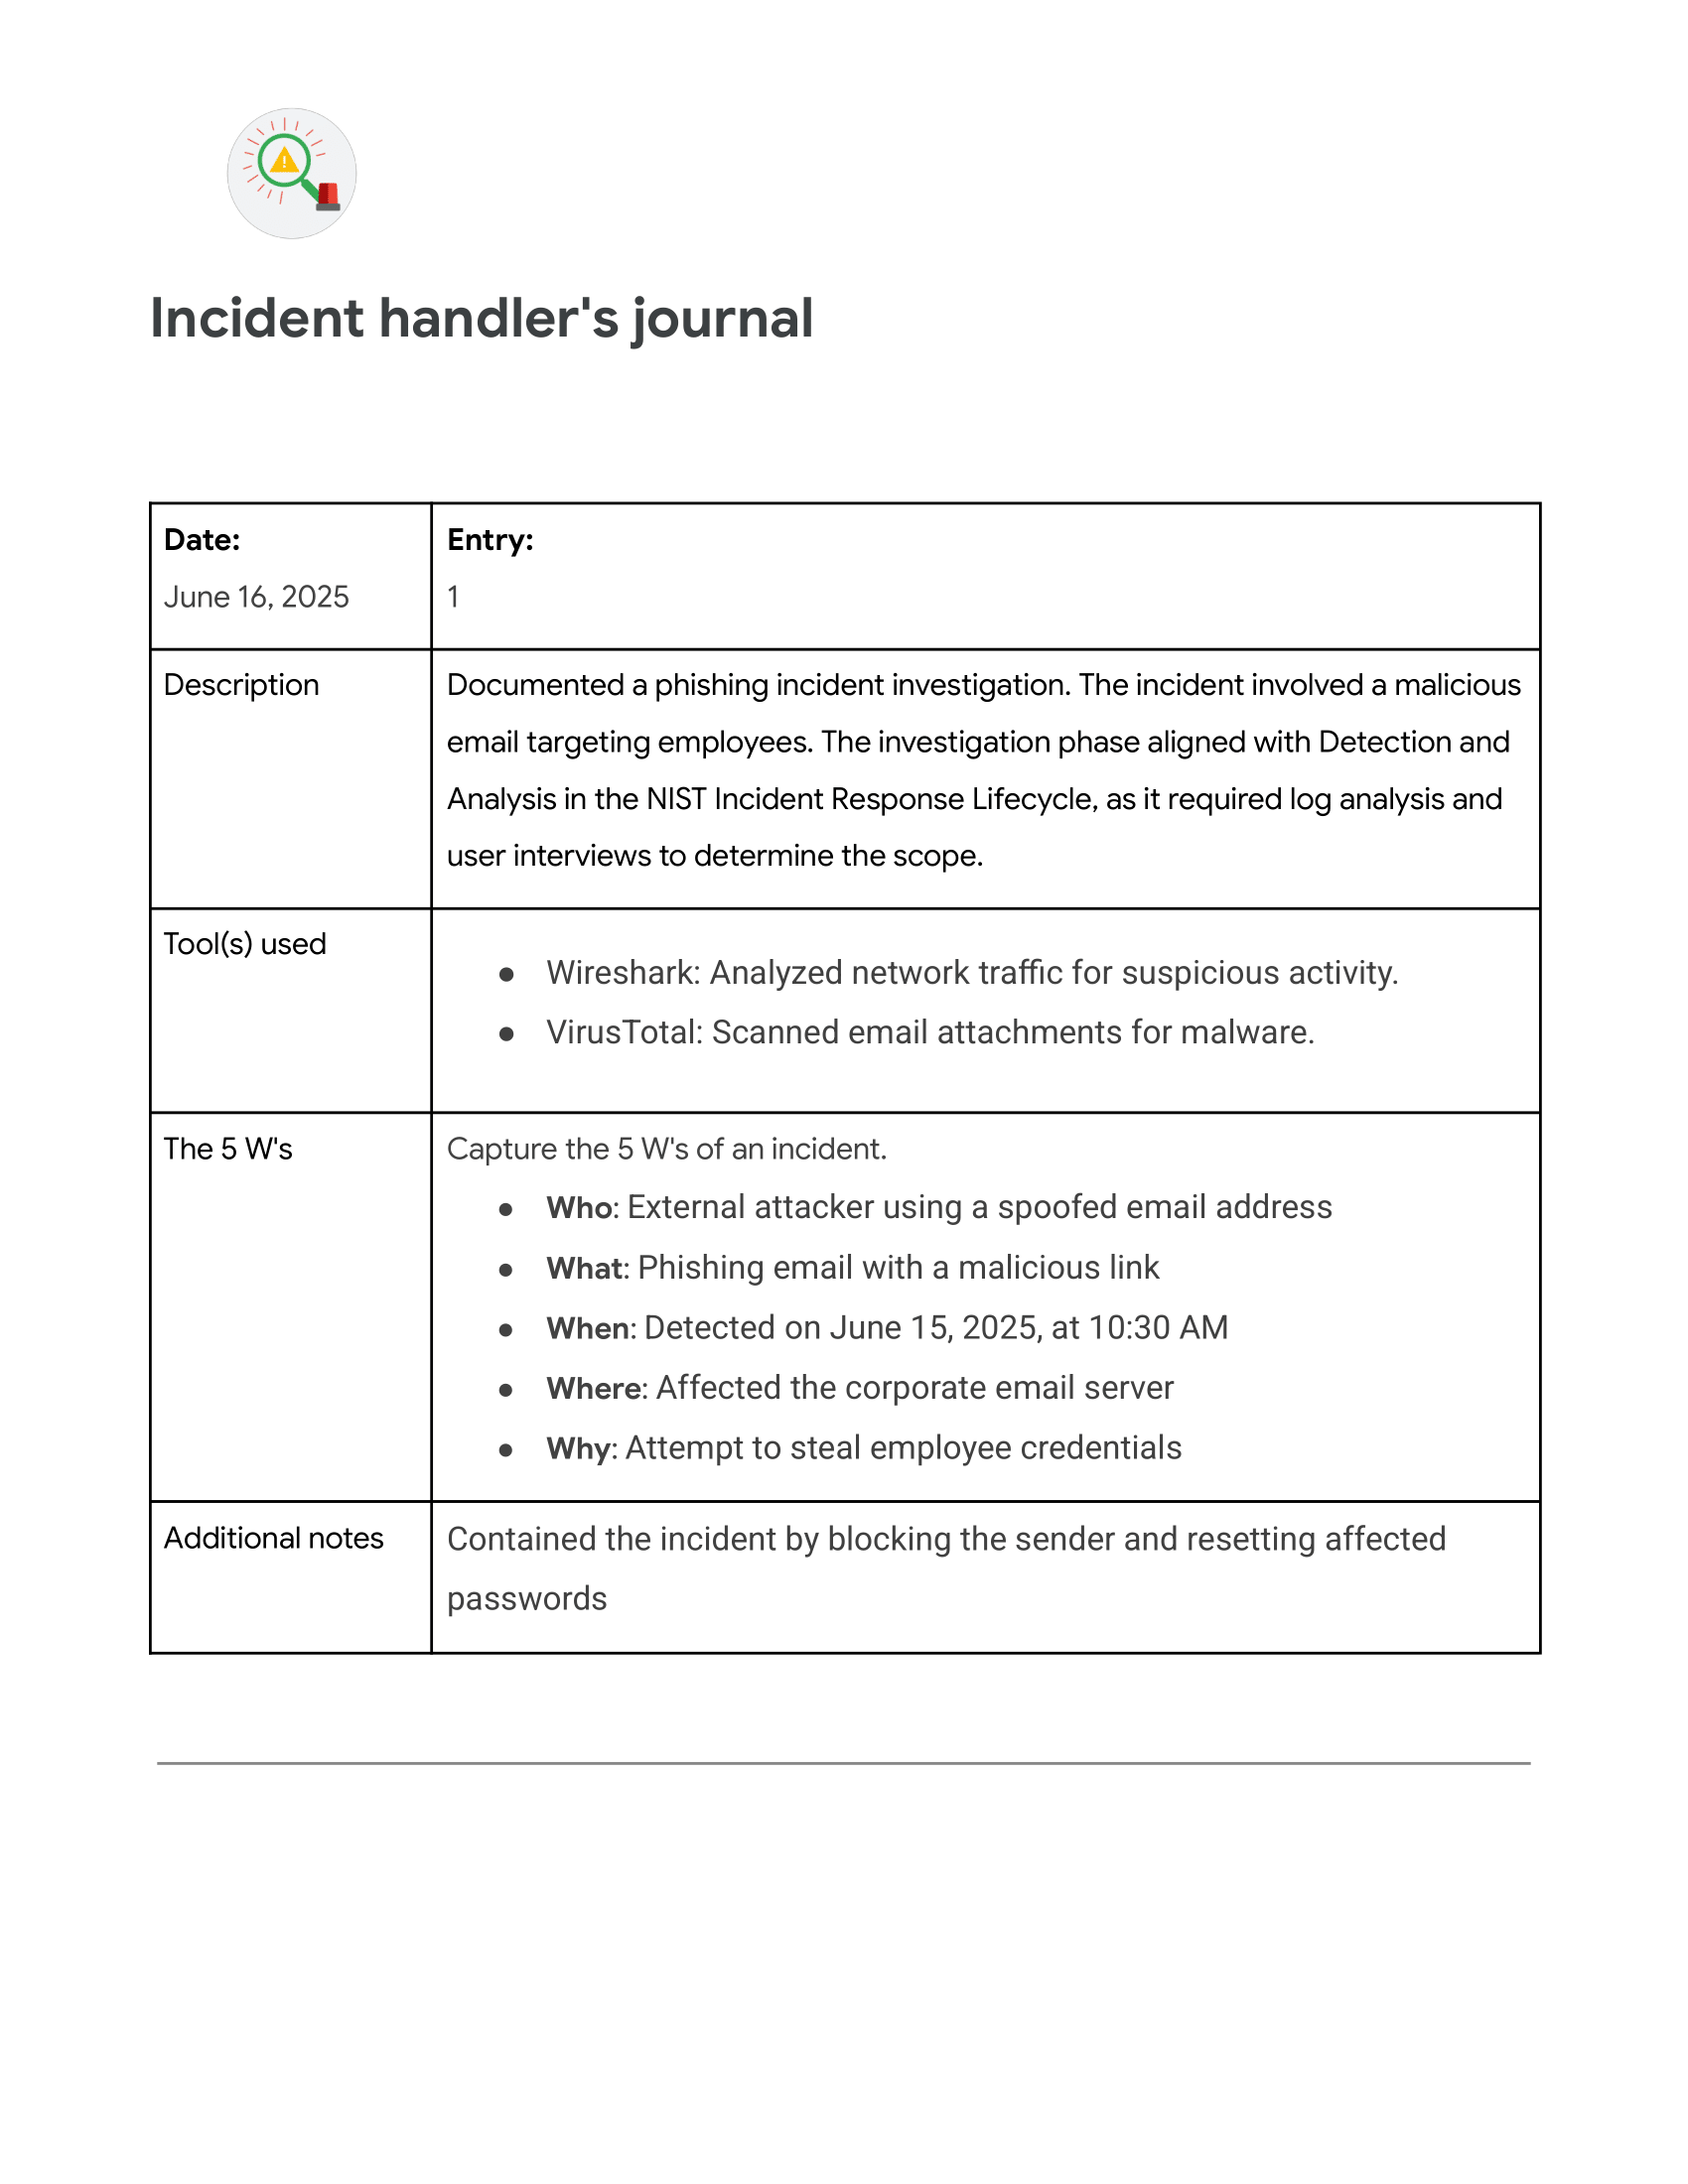 Incident handler's journal
Date:
June 16, 2025
Entry:
1
Description
Documented a phishing incident investigation. The incident involved a malicious
email targeting employees. The investigation phase aligned with Detection and
Analysis in the NIST Incident Response Lifecycle, as it required log analysis and
user interviews to determine the scope.
Tool(s) used
● Wireshark: Analyzed network traffic for suspicious activity.
● VirusTotal: Scanned email attachments for malware.
The 5 W's
Capture the 5 W's of an incident.
● Who: External attacker using a spoofed email address
● What: Phishing email with a malicious link
● When: Detected on June 15, 2025, at 10:30 AM
● Where: Affected the corporate email server
● Why: Attempt to steal employee credentials
Additional notes
Contained the incident by blocking the sender and resetting affected
passwords